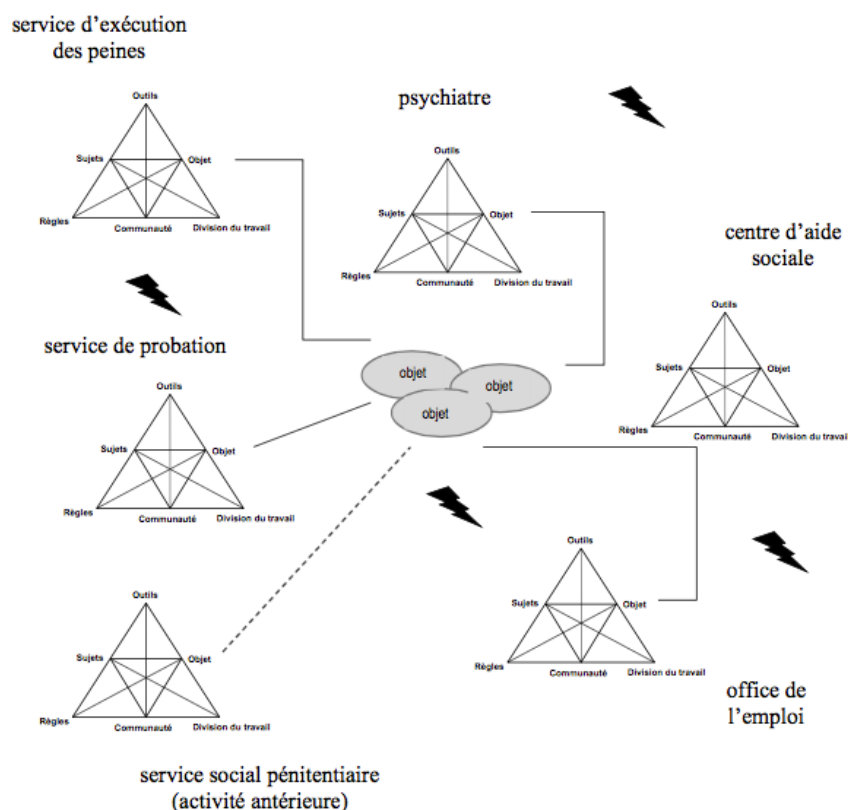 service d’exécution
des peines
Outils
Sujets
Objet
Règles
Communauté
Division du travail
psychiatre
Outils
Sujets
Objet
Règles
Communauté
Division du travail
centre d’aide
sociale
Outils
Sujets
Objet
Règles
Communauté
Division du travail
service de probation
Outils
Sujets
Objet
Règles
Communauté
Division du travail
objet
objet
objet
Outils
Sujets
Objet
Règles
Communauté
Division du travail
office de
l’emploi
Outils
Sujets
Objet
Règles
Communauté
Division du travail
service social pénitentiaire
(activité antérieure)